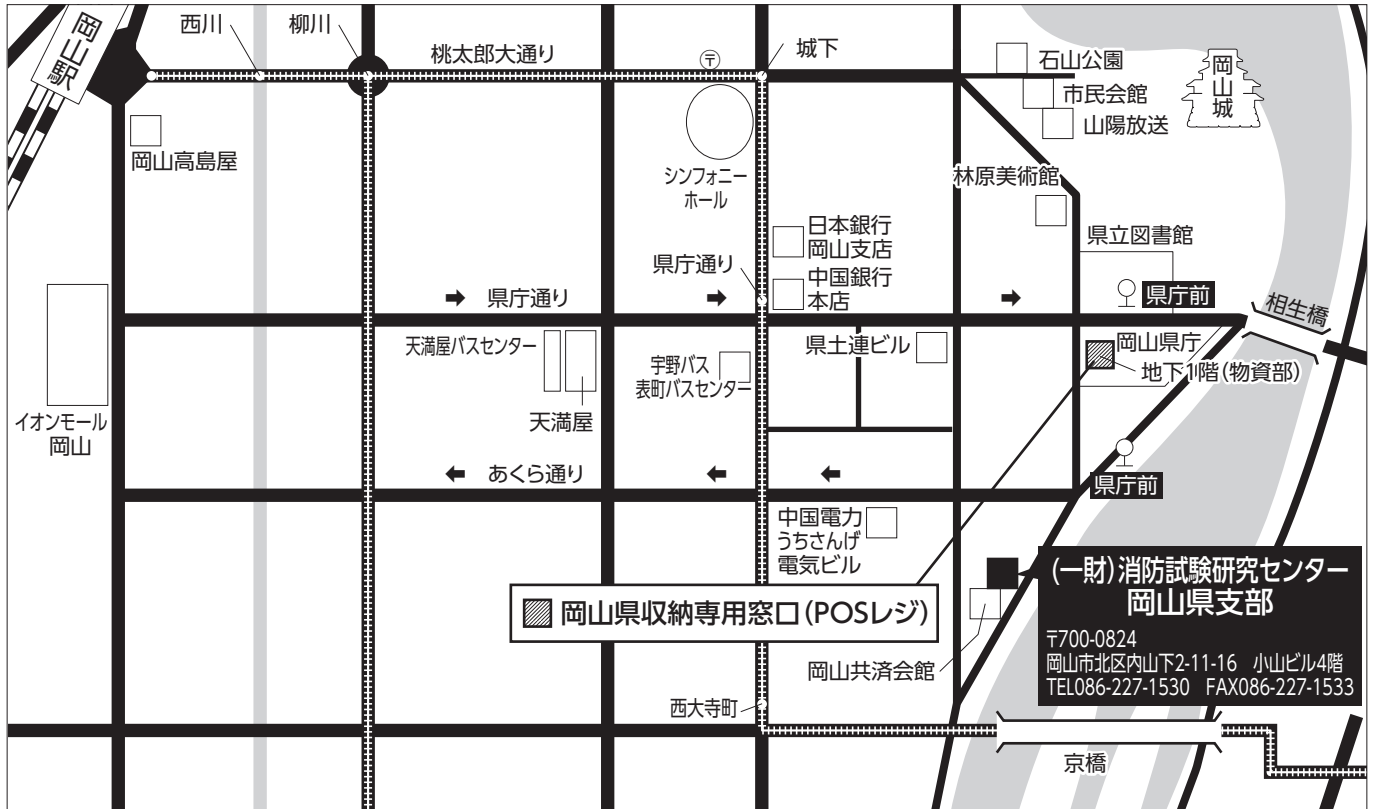 岡山駅
西川
柳川
桃太郎大通り
〒
城下
石山公園
市民会館
山陽放送
岡山城
岡山高島屋
シンフォニー
ホール
林原美術館
日本銀行
岡山支店
県庁通り
中国銀行
本店
県立図書館
県庁前
相生橋
➡ 県庁通り
➡
➡
天満屋バスセンター
天満屋
宇野バス
表町バスセンター
県土連ビル
岡山県庁
地下1階(物資部)
イオンモール
岡山
⬅ あくら通り
⬅
⬅
県庁前
中国電力
うちさんげ
電気ビル
岡山県収納専用窓口(POSレジ)
(一財)消防試験研究センター
岡山県支部
〒700-0824
岡山市北区内山下2-11-16 小山ビル4階
TEL086-227-1530 FAX086-227-1533
岡山共済会館
西大寺町
京橋